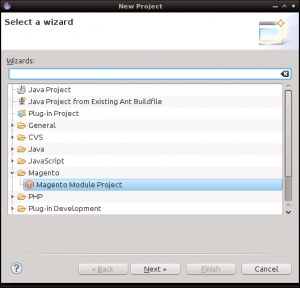 New Project
Select a wizard
Wizards:
Java Project
Java Project from Existing Ant Buildfile
Plug-in Project
General
CVS
Java
JavaScript
Magento
Magento Module Project
PHP
Plug-in Development
?
< Back
Next >
Finish
Cancel